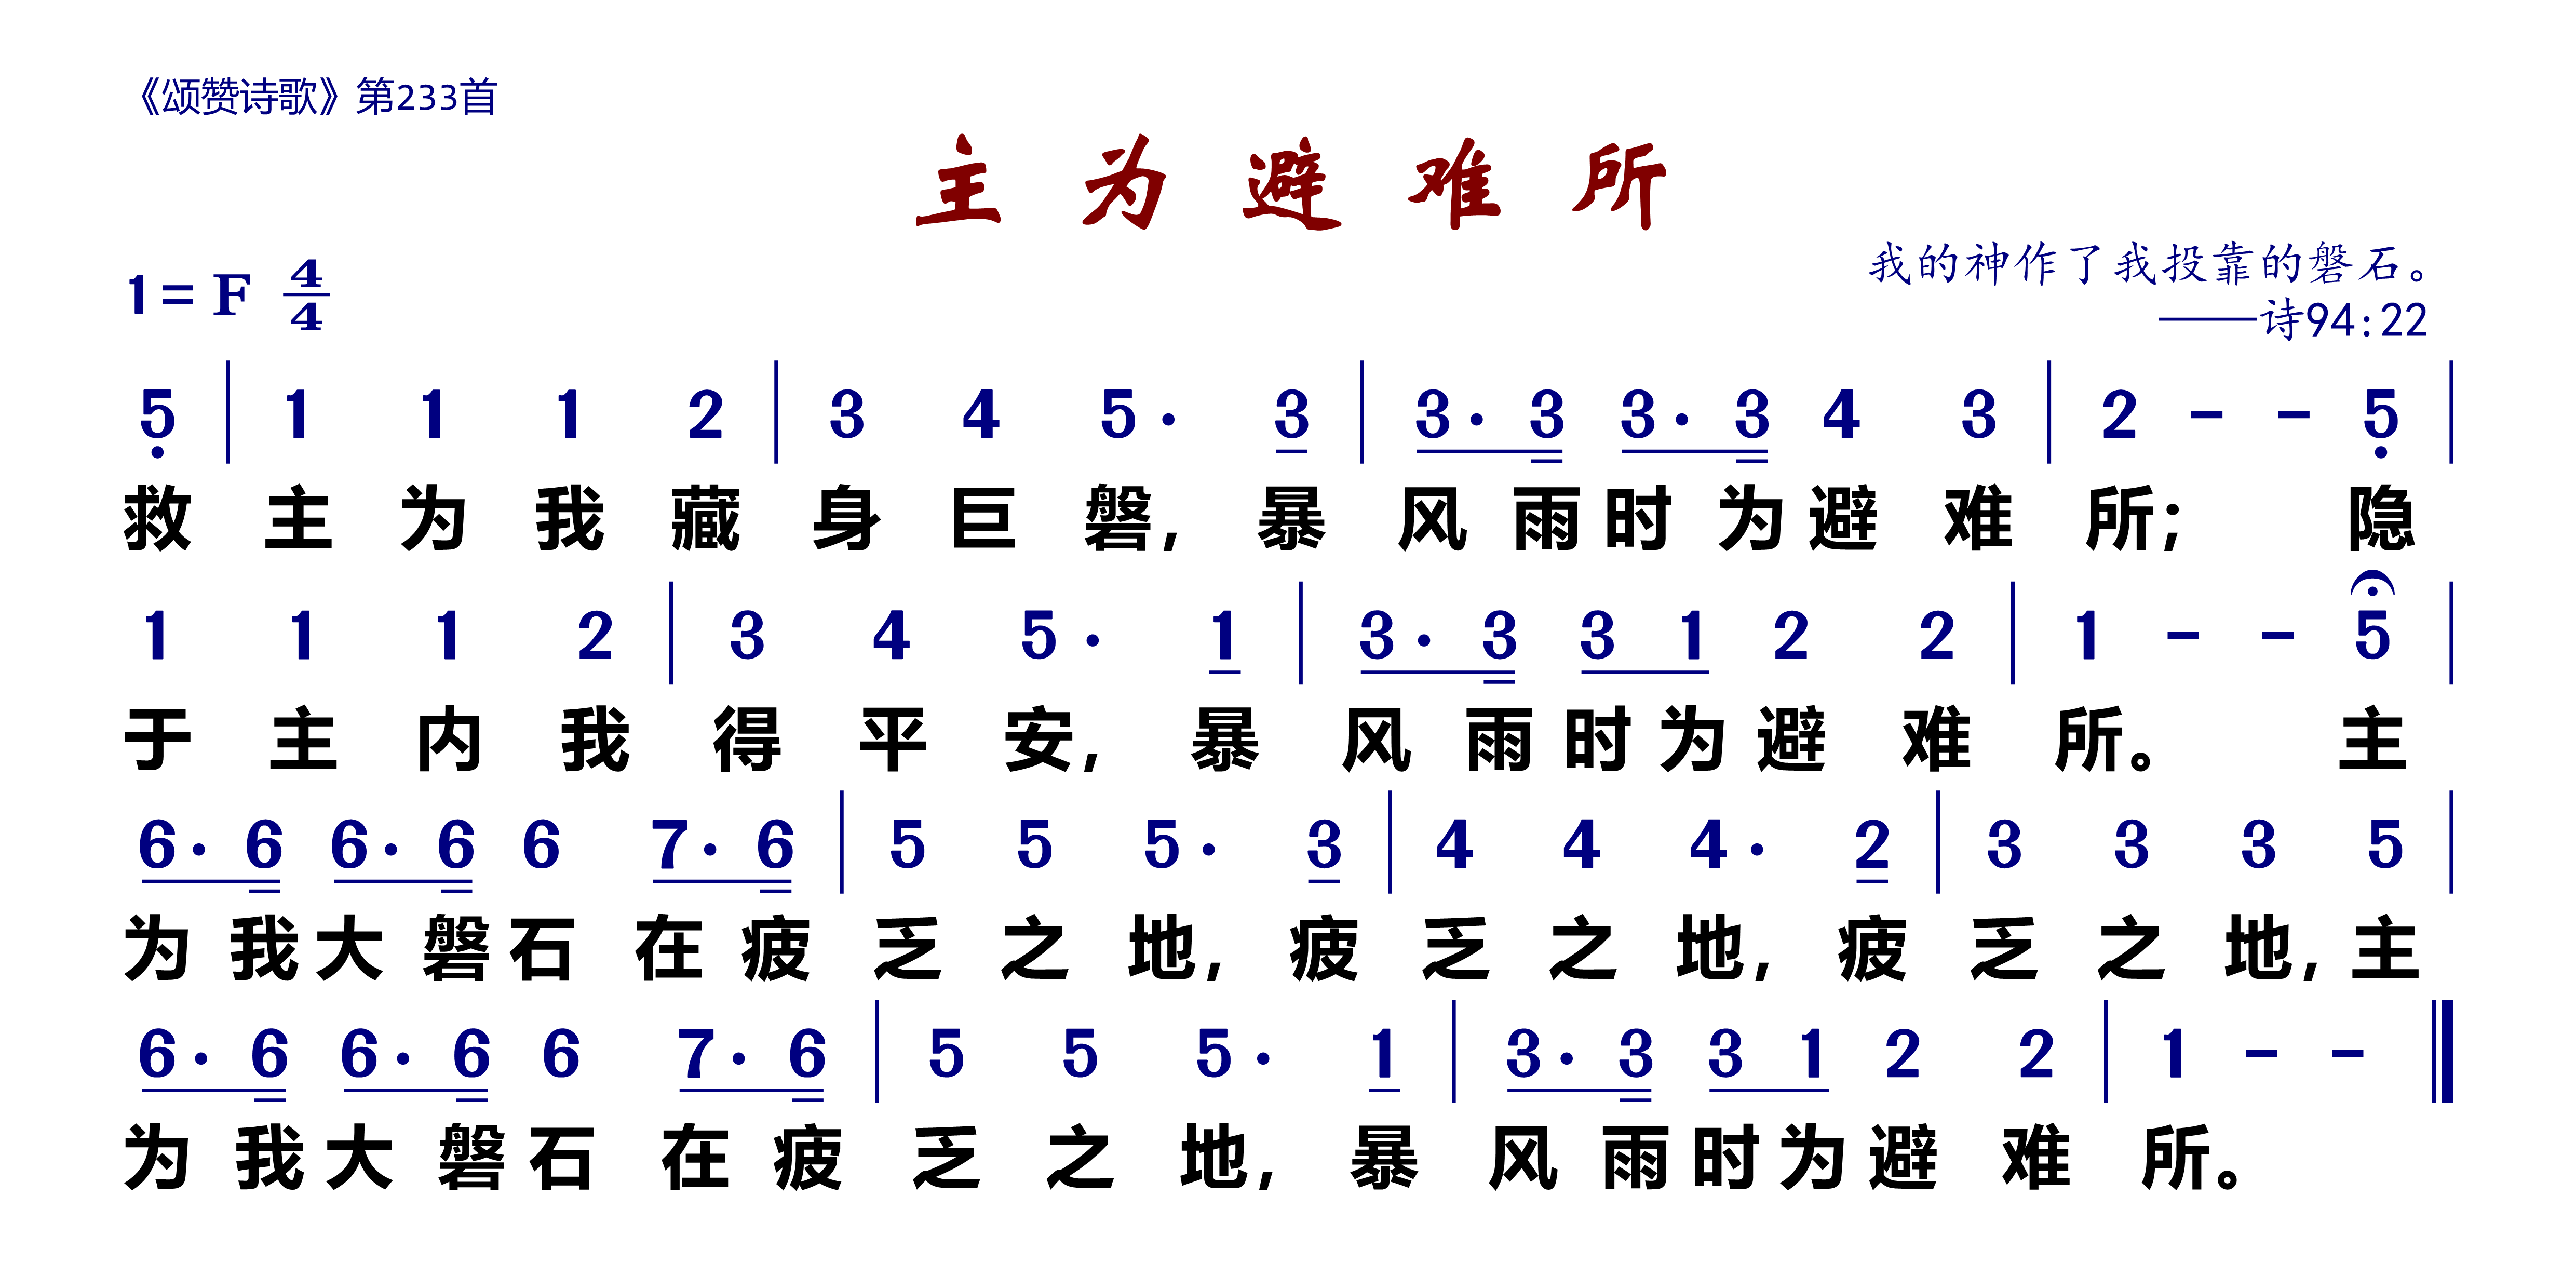 《颂赞诗歌》第233首
主为避难所
1= F 4/4
我的神作了我投靠的磐石。
——诗94:22
5̣ | 1 1 1 2 | 3 4 5 · 3 | 3 · 3 3 · 3 4 3 | 2 – – 5̣ |
救主为我藏身巨磐，暴风雨时为避难所；隐
1 1 1 2 | 3 4 5 · 1 | 3 · 3 3 1 2 2 | 1 – – 5 |
于主内我得平安，暴风雨时为避难所。主
6 · 6 6 · 6 6 7 · 6 | 5 5 5 · 3 | 4 4 4 · 2 | 3 3 3 5 |
为我大磐石在疲乏之地，疲乏之地，疲乏之地，主
6 · 6 6 · 6 6 7 · 6 | 5 5 5 · 1 | 3 · 3 3 1 2 2 | 1 – – ‖
为我大磐石在疲乏之地，暴风雨时为避难所。